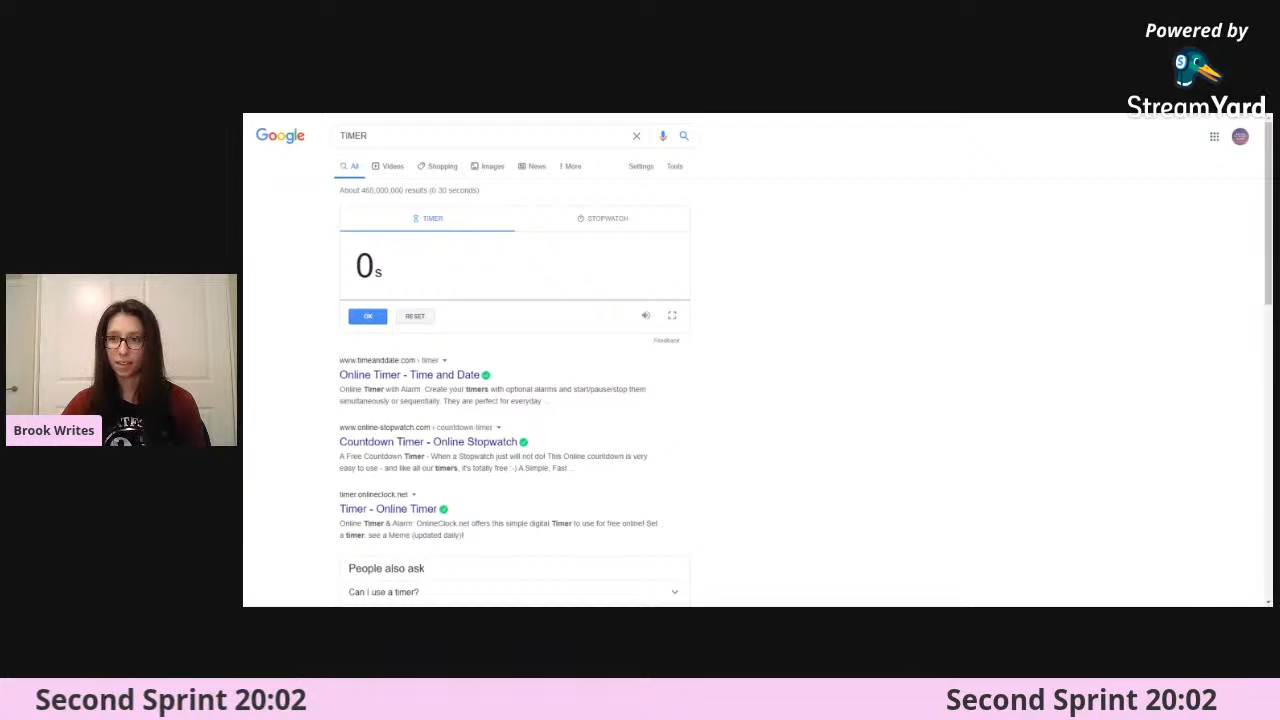 Powered by
StreamYard
Google
TIMER
All Videos Shopping Images News More Settings Tools
About 465,000,000 results (0.30 seconds)
TIMER STOPWATCH
0s
OK RESET
Feedback
www.timeanddate.com › timer
Online Timer - Time and Date
Online Timer with Alarm. Create your timers with optional alarms and start/pause/stop them
simultaneously or sequentially. They are perfect for everyday ...
www.online-stopwatch.com › countdown-timer
Countdown Timer - Online Stopwatch
A Free Countdown Timer - When a Stopwatch just will not do! This Online countdown is very
easy to use - and like all our timers, it's totally free :-) A Simple, Fast ...
timer.onlineclock.net
Timer - Online Timer
Online Timer & Alarm: OnlineClock.net offers this simple digital Timer to use for free online! Set
a timer, see a Meme (updated daily)!
People also ask
Can I use a timer?
Brook Writes
Second Sprint 20:02 Second Sprint 20:02